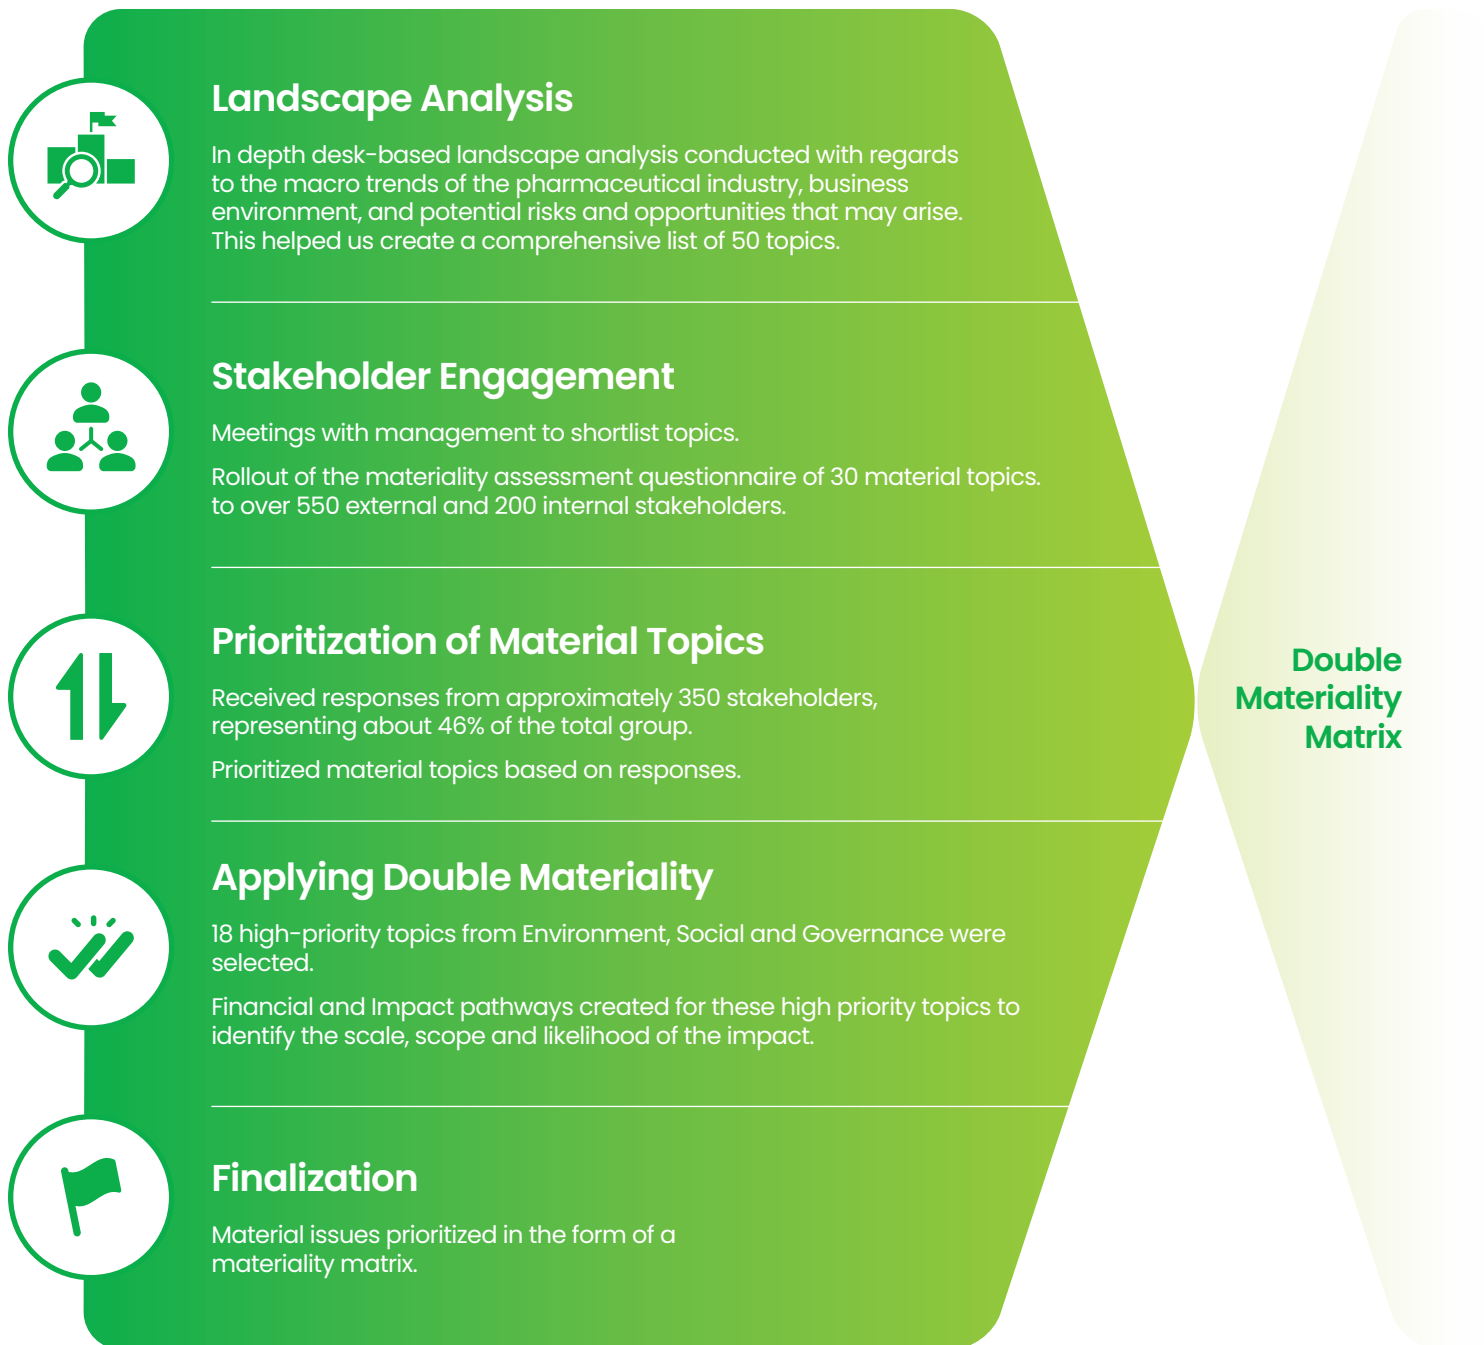 Landscape Analysis
In depth desk-based landscape analysis conducted with regards
to the macro trends of the pharmaceutical industry, business
environment, and potential risks and opportunities that may arise.
This helped us create a comprehensive list of 50 topics.
Stakeholder Engagement
Meetings with management to shortlist topics.
Rollout of the materiality assessment questionnaire of 30 material topics.
to over 550 external and 200 internal stakeholders.
Prioritization of Material Topics
Received responses from approximately 350 stakeholders,
representing about 46% of the total group.
Prioritized material topics based on responses.
Applying Double Materiality
18 high-priority topics from Environment, Social and Governance were
selected.
Financial and Impact pathways created for these high priority topics to
identify the scale, scope and likelihood of the impact.
Finalization
Material issues prioritized in the form of a
materiality matrix.
Double
Materiality
Matrix